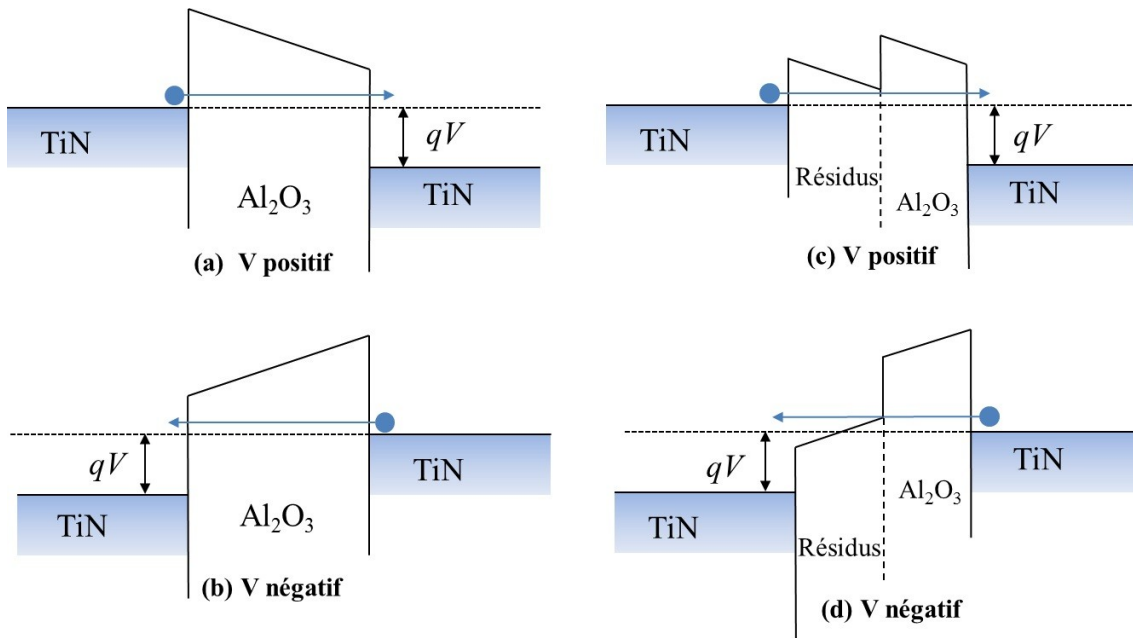 TiN
qV
Al₂O₃
TiN
(a) V positif
TiN
qV
Résidus
Al₂O₃
TiN
(c) V positif
qV
TiN
TiN
Al₂O₃
(b) V négatif
qV
TiN
Al₂O₃
TiN
Résidus
(d) V négatif